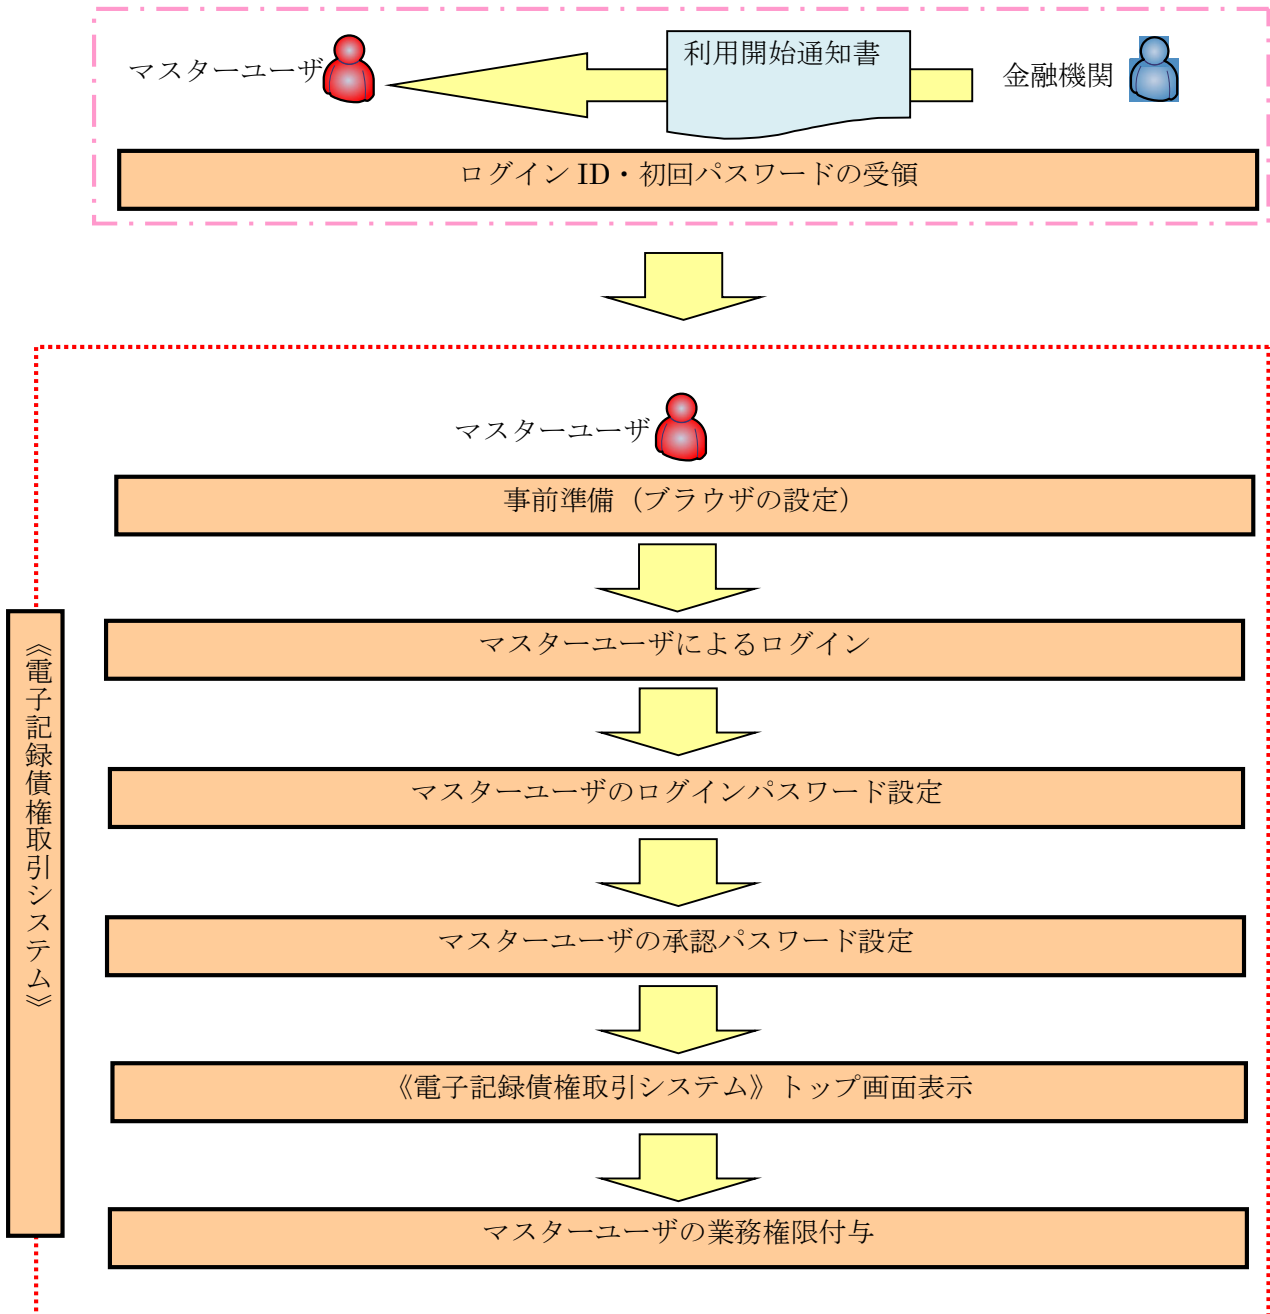 マスターユーザ
利用開始通知書
金融機関
ログイン ID・初回パスワードの受領
マスターユーザ
事前準備（ブラウザの設定）
マスターユーザによるログイン
《電子記録債権取引システム》
マスターユーザのログインパスワード設定
マスターユーザの承認パスワード設定
《電子記録債権取引システム》トップ画面表示
マスターユーザの業務権限付与